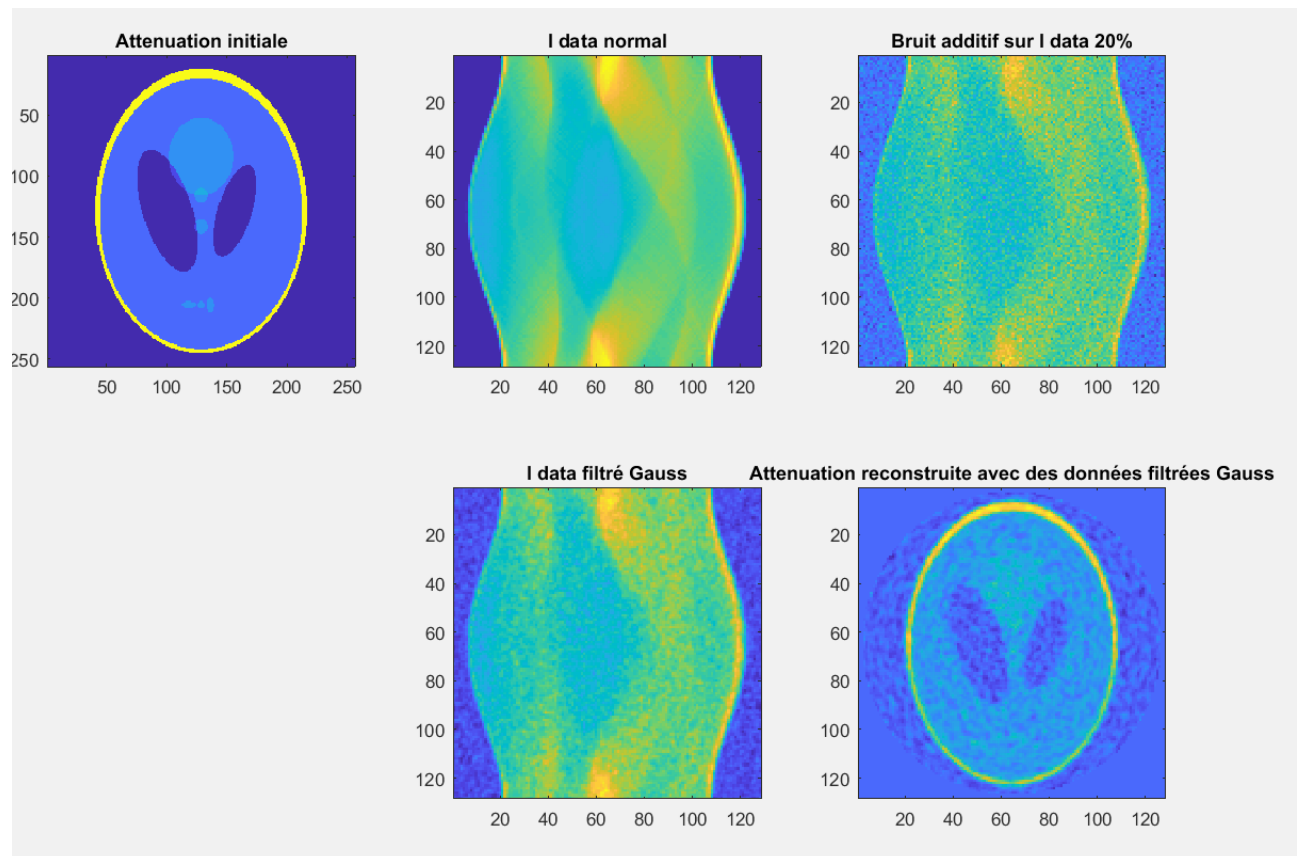 Attenuation initiale
I data normal
Bruit additif sur I data 20%
50
100
150
200
250
50 100 150 200 250
20
40
60
80
100
120
20 40 60 80 100 120
20
40
60
80
100
120
20 40 60 80 100 120
I data filtré Gauss
Attenuation reconstruite avec des données filtrées Gauss
20
40
60
80
100
120
20 40 60 80 100 120
20
40
60
80
100
120
20 40 60 80 100 120